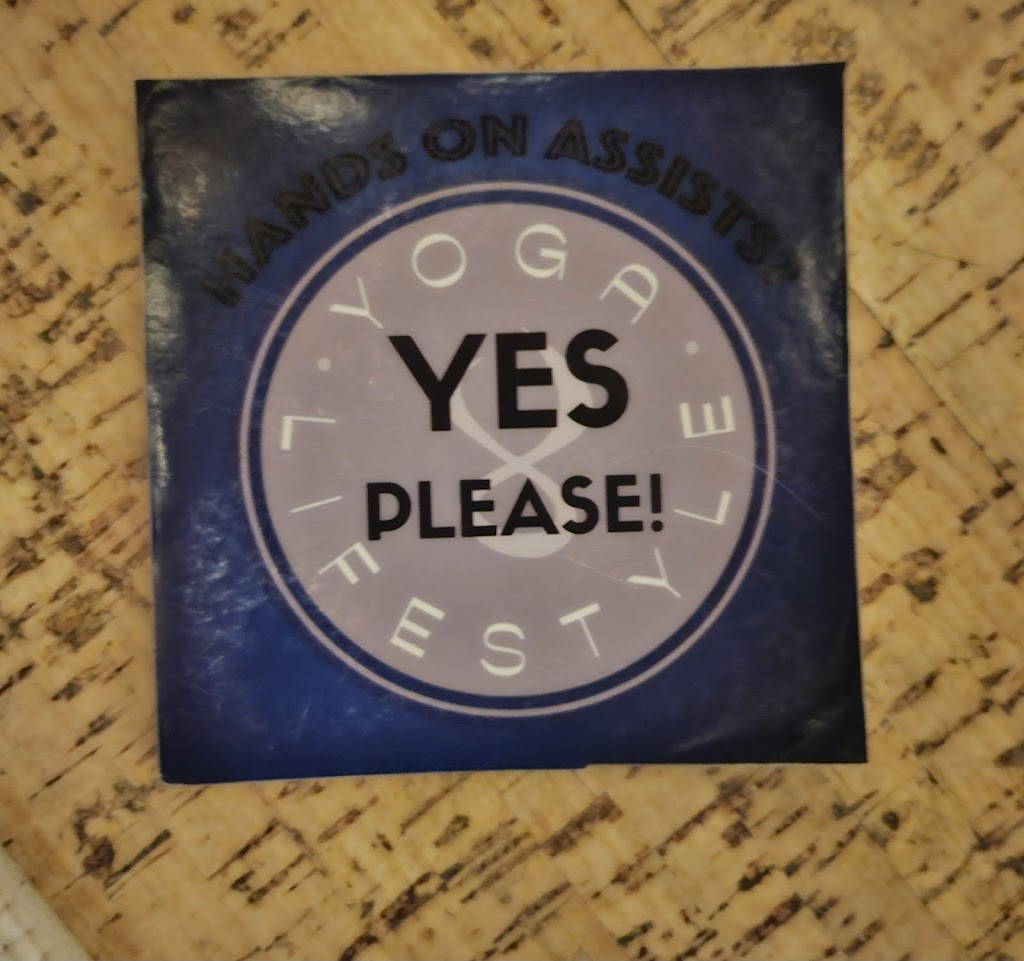 HANDS ON ASSISTS?
YOGA
YES
PLEASE!
LIFESTYLE